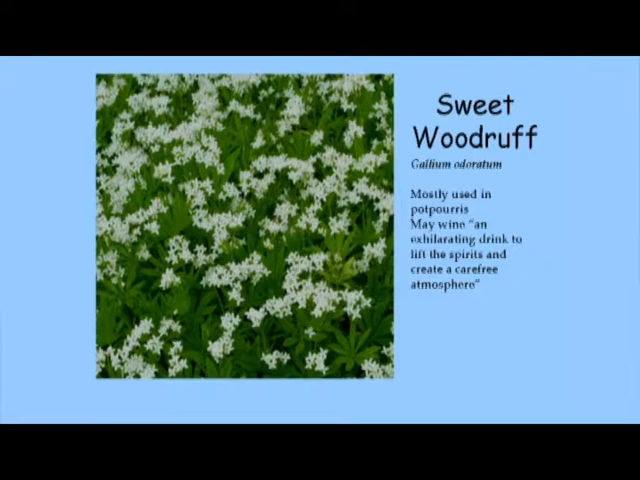 Sweet
Woodruff
Gallium odoratum
Mostly used in
potpourris
May wine "an
exhilarating drink to
lift the spirits and
create a carefree
atmosphere"